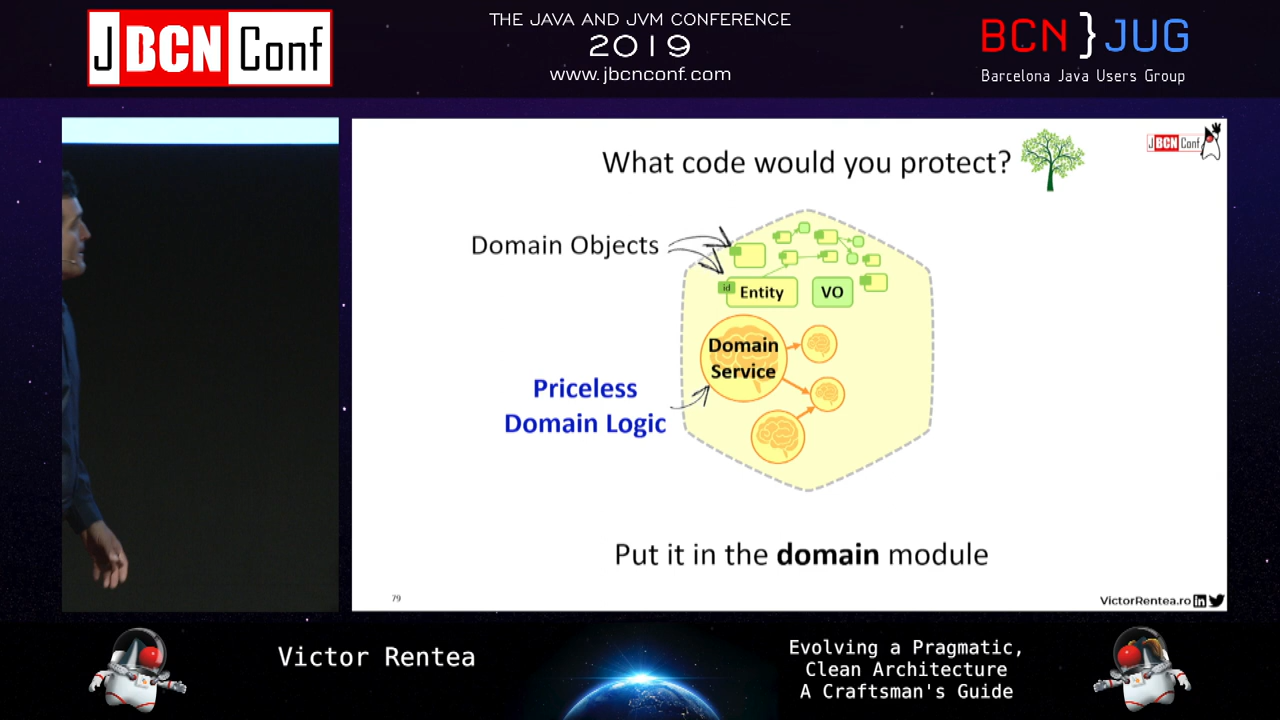 JBCNConf
THE JAVA AND JVM CONFERENCE
2019
www.jbcnconf.com
BCN}JUG
Barcelona Java Users Group
What code would you protect?
JBCNConf
Domain Objects
id
Entity
VO
Domain
Service
Priceless
Domain Logic
Put it in the domain module
79
VictorRentea.ro
Victor Rentea
Evolving a Pragmatic,
Clean Architecture
A Craftsman's Guide